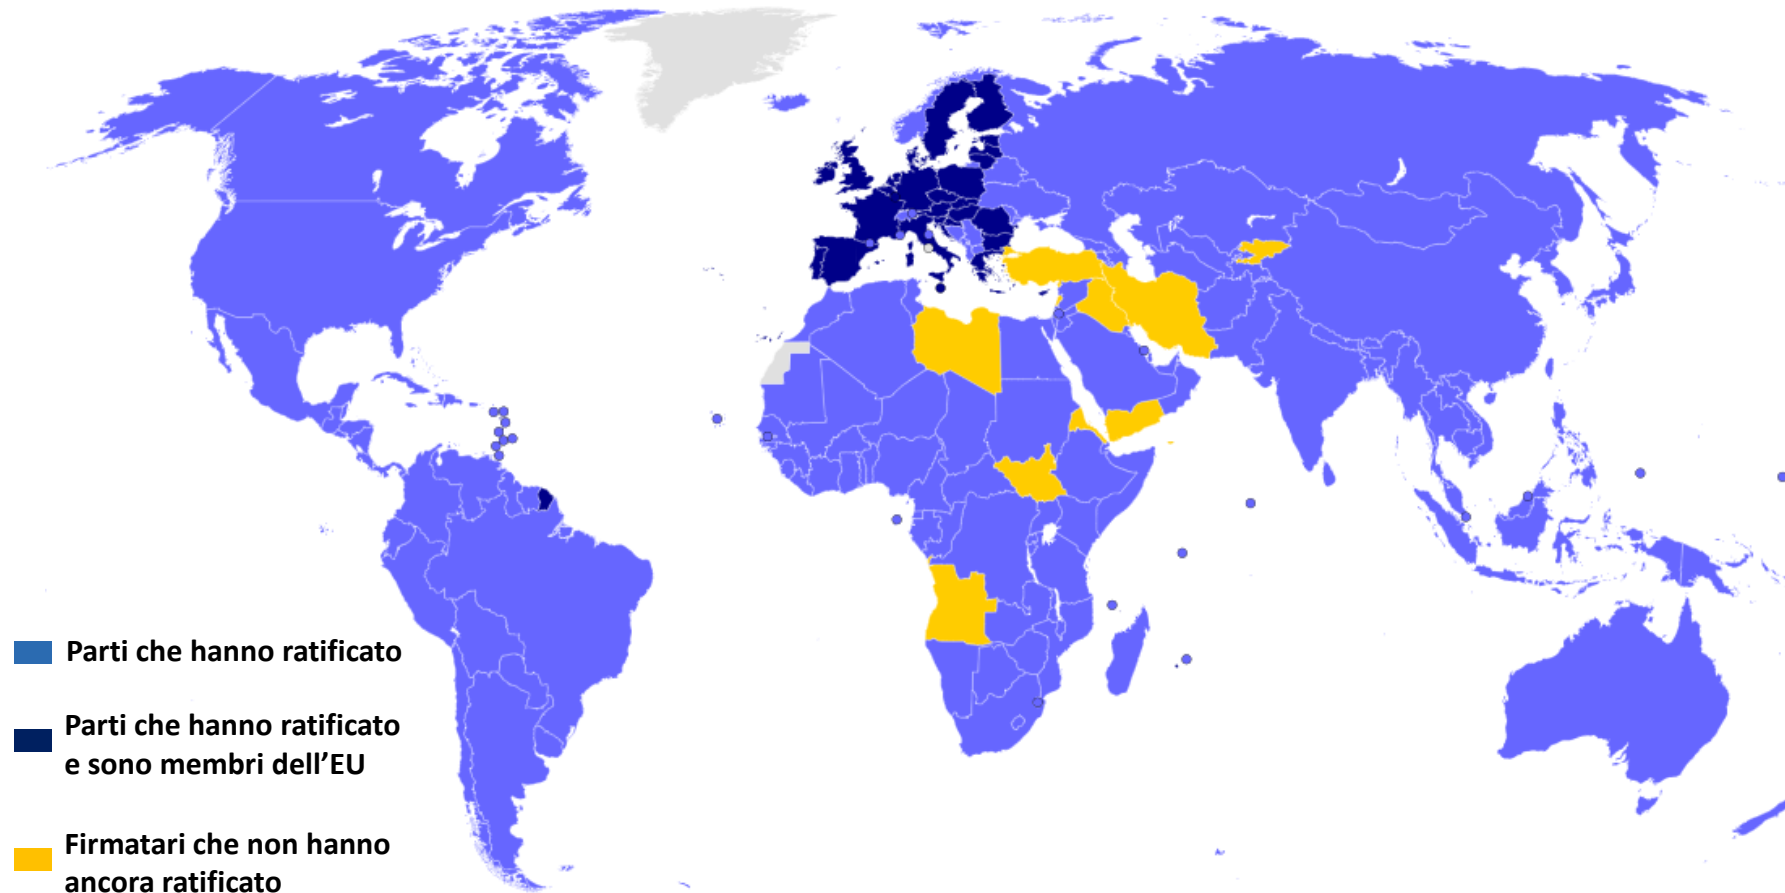 Parti che hanno ratificato
Parti che hanno ratificato
e sono membri dell’EU
Firmatari che non hanno
ancora ratificato